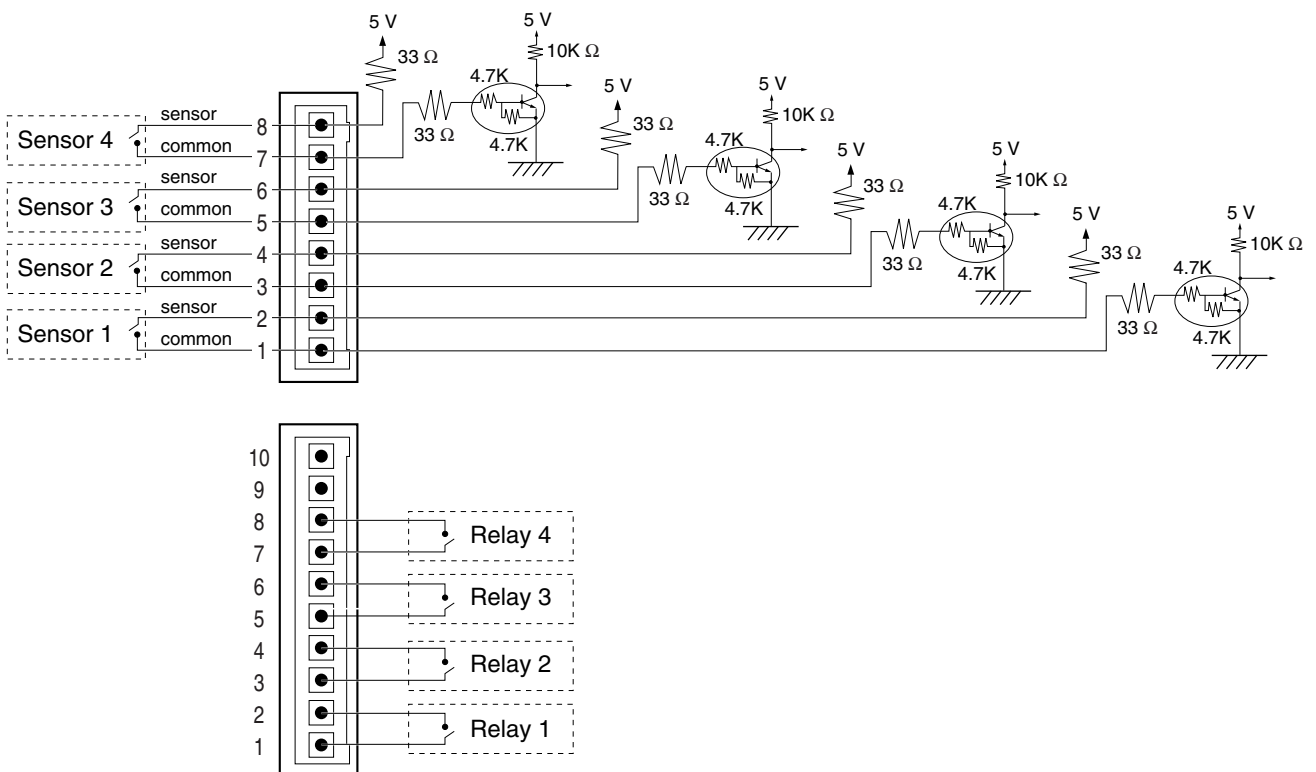 5 V
33 Ω
5 V
10K Ω
4.7K
33 Ω
4.7K
5 V
33 Ω
5 V
10K Ω
4.7K
33 Ω
4.7K
5 V
33 Ω
5 V
10K Ω
4.7K
33 Ω
4.7K
5 V
33 Ω
5 V
10K Ω
4.7K
33 Ω
4.7K
Sensor 4
sensor
8
common
7
Sensor 3
sensor
6
common
5
Sensor 2
sensor
4
common
3
Sensor 1
sensor
2
common
1
10
9
8
7
Relay 4
6
5
Relay 3
4
3
Relay 2
2
1
Relay 1